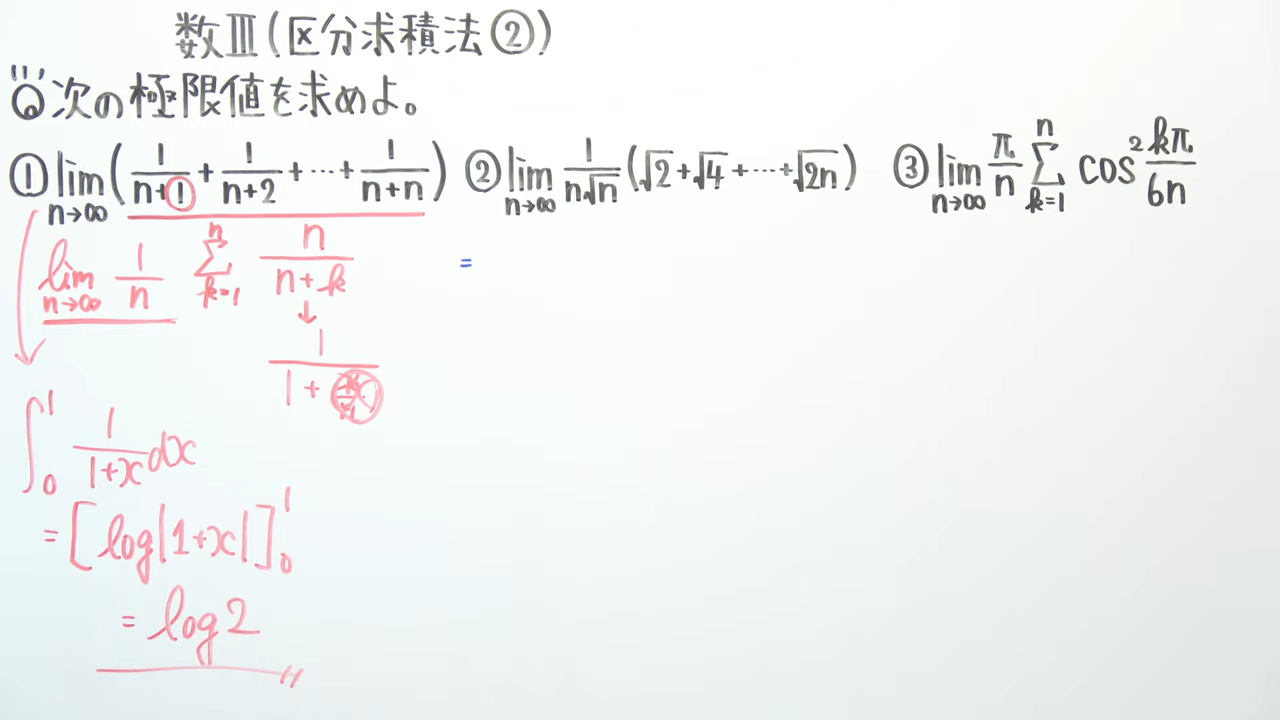 数Ⅲ(区分求積法②)
Q次の極限値を求めよ。
① lim_{n→∞} (1/(n+1) + 1/(n+2) + ⋯ + 1/(n+n)) ② lim_{n→∞} 1/(n√n) (√2+√4+⋯+√2n) ③ lim_{n→∞} π/n Σ_{k=1}^{n} cos² kπ/6n
lim_{n→∞} 1/n Σ_{k=1}^{n} n/(n+k) =
↓
1/(1+x)
∫_0^1 1/(1+x) dx
= [log|1+x|]_0^1
= log2